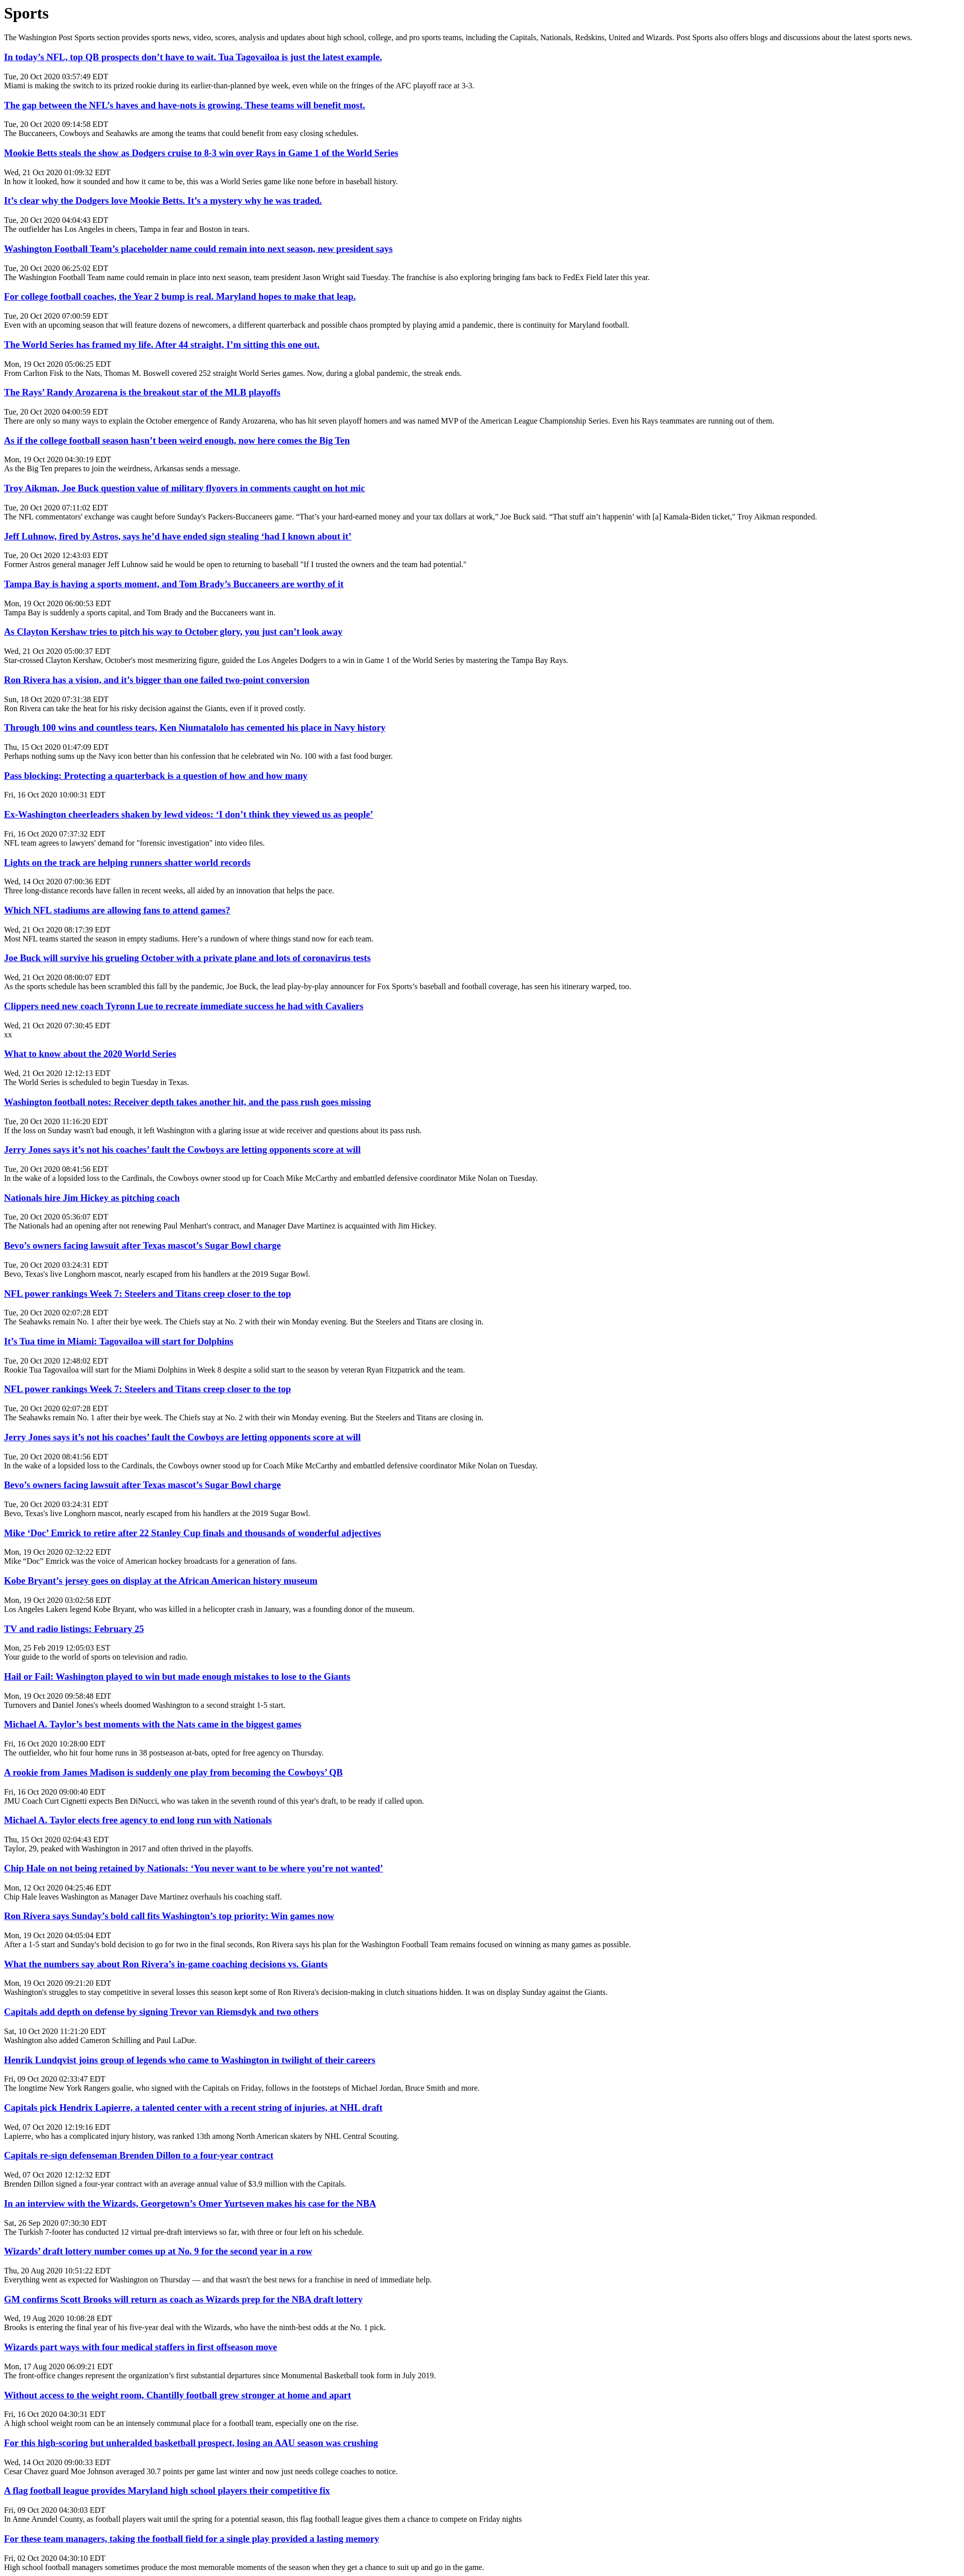 Sports
The Washington Post Sports section provides sports news, video, scores, analysis and updates about high school, college, and pro sports teams, including the Capitals, Nationals, Redskins, United and Wizards. Post Sports also offers blogs and discussions about the latest sports news.
In today’s NFL, top QB prospects don’t have to wait. Tua Tagovailoa is just the latest example.
Tue, 20 Oct 2020 03:57:49 EDT
Miami is making the switch to its prized rookie during its earlier-than-planned bye week, even while on the fringes of the AFC playoff race at 3-3.
The gap between the NFL’s haves and have-nots is growing. These teams will benefit most.
Tue, 20 Oct 2020 09:14:58 EDT
The Buccaneers, Cowboys and Seahawks are among the teams that could benefit from easy closing schedules.
Mookie Betts steals the show as Dodgers cruise to 8-3 win over Rays in Game 1 of the World Series
Wed, 21 Oct 2020 01:09:32 EDT
In how it looked, how it sounded and how it came to be, this was a World Series game like none before in baseball history.
It’s clear why the Dodgers love Mookie Betts. It’s a mystery why he was traded.
Tue, 20 Oct 2020 04:04:43 EDT
The outfielder has Los Angeles in cheers, Tampa in fear and Boston in tears.
Washington Football Team’s placeholder name could remain into next season, new president says
Tue, 20 Oct 2020 06:25:02 EDT
The Washington Football Team name could remain in place into next season, team president Jason Wright said Tuesday. The franchise is also exploring bringing fans back to FedEx Field later this year.
For college football coaches, the Year 2 bump is real. Maryland hopes to make that leap.
Tue, 20 Oct 2020 07:00:59 EDT
Even with an upcoming season that will feature dozens of newcomers, a different quarterback and possible chaos prompted by playing amid a pandemic, there is continuity for Maryland football.
The World Series has framed my life. After 44 straight, I’m sitting this one out.
Mon, 19 Oct 2020 05:06:25 EDT
From Carlton Fisk to the Nats, Thomas M. Boswell covered 252 straight World Series games. Now, during a global pandemic, the streak ends.
The Rays’ Randy Arozarena is the breakout star of the MLB playoffs
Tue, 20 Oct 2020 04:00:59 EDT
There are only so many ways to explain the October emergence of Randy Arozarena, who has hit seven playoff homers and was named MVP of the American League Championship Series. Even his Rays teammates are running out of them.
As if the college football season hasn’t been weird enough, now here comes the Big Ten
Mon, 19 Oct 2020 04:30:19 EDT
As the Big Ten prepares to join the weirdness, Arkansas sends a message.
Troy Aikman, Joe Buck question value of military flyovers in comments caught on hot mic
Tue, 20 Oct 2020 07:11:02 EDT
The NFL commentators' exchange was caught before Sunday's Packers-Buccaneers game. “That’s your hard-earned money and your tax dollars at work,” Joe Buck said. “That stuff ain’t happenin’ with [a] Kamala-Biden ticket," Troy Aikman responded.
Jeff Luhnow, fired by Astros, says he’d have ended sign stealing ‘had I known about it’
Tue, 20 Oct 2020 12:43:03 EDT
Former Astros general manager Jeff Luhnow said he would be open to returning to baseball "If I trusted the owners and the team had potential."
Tampa Bay is having a sports moment, and Tom Brady’s Buccaneers are worthy of it
Mon, 19 Oct 2020 06:00:53 EDT
Tampa Bay is suddenly a sports capital, and Tom Brady and the Buccaneers want in.
As Clayton Kershaw tries to pitch his way to October glory, you just can’t look away
Wed, 21 Oct 2020 05:00:37 EDT
Star-crossed Clayton Kershaw, October's most mesmerizing figure, guided the Los Angeles Dodgers to a win in Game 1 of the World Series by mastering the Tampa Bay Rays.
Ron Rivera has a vision, and it’s bigger than one failed two-point conversion
Sun, 18 Oct 2020 07:31:38 EDT
Ron Rivera can take the heat for his risky decision against the Giants, even if it proved costly.
Through 100 wins and countless tears, Ken Niumatalolo has cemented his place in Navy history
Thu, 15 Oct 2020 01:47:09 EDT
Perhaps nothing sums up the Navy icon better than his confession that he celebrated win No. 100 with a fast food burger.
Pass blocking: Protecting a quarterback is a question of how and how many
Fri, 16 Oct 2020 10:00:31 EDT
Ex-Washington cheerleaders shaken by lewd videos: ‘I don’t think they viewed us as people’
Fri, 16 Oct 2020 07:37:32 EDT
NFL team agrees to lawyers' demand for "forensic investigation" into video files.
Lights on the track are helping runners shatter world records
Wed, 14 Oct 2020 07:00:36 EDT
Three long-distance records have fallen in recent weeks, all aided by an innovation that helps the pace.
Which NFL stadiums are allowing fans to attend games?
Wed, 21 Oct 2020 08:17:39 EDT
Most NFL teams started the season in empty stadiums. Here’s a rundown of where things stand now for each team.
Joe Buck will survive his grueling October with a private plane and lots of coronavirus tests
Wed, 21 Oct 2020 08:00:07 EDT
As the sports schedule has been scrambled this fall by the pandemic, Joe Buck, the lead play-by-play announcer for Fox Sports’s baseball and football coverage, has seen his itinerary warped, too.
Clippers need new coach Tyronn Lue to recreate immediate success he had with Cavaliers
Wed, 21 Oct 2020 07:30:45 EDT
xx
What to know about the 2020 World Series
Wed, 21 Oct 2020 12:12:13 EDT
The World Series is scheduled to begin Tuesday in Texas.
Washington football notes: Receiver depth takes another hit, and the pass rush goes missing
Tue, 20 Oct 2020 11:16:20 EDT
If the loss on Sunday wasn't bad enough, it left Washington with a glaring issue at wide receiver and questions about its pass rush.
Jerry Jones says it’s not his coaches’ fault the Cowboys are letting opponents score at will
Tue, 20 Oct 2020 08:41:56 EDT
In the wake of a lopsided loss to the Cardinals, the Cowboys owner stood up for Coach Mike McCarthy and embattled defensive coordinator Mike Nolan on Tuesday.
Nationals hire Jim Hickey as pitching coach
Tue, 20 Oct 2020 05:36:07 EDT
The Nationals had an opening after not renewing Paul Menhart's contract, and Manager Dave Martinez is acquainted with Jim Hickey.
Bevo’s owners facing lawsuit after Texas mascot’s Sugar Bowl charge
Tue, 20 Oct 2020 03:24:31 EDT
Bevo, Texas's live Longhorn mascot, nearly escaped from his handlers at the 2019 Sugar Bowl.
NFL power rankings Week 7: Steelers and Titans creep closer to the top
Tue, 20 Oct 2020 02:07:28 EDT
The Seahawks remain No. 1 after their bye week. The Chiefs stay at No. 2 with their win Monday evening. But the Steelers and Titans are closing in.
It’s Tua time in Miami: Tagovailoa will start for Dolphins
Tue, 20 Oct 2020 12:48:02 EDT
Rookie Tua Tagovailoa will start for the Miami Dolphins in Week 8 despite a solid start to the season by veteran Ryan Fitzpatrick and the team.
NFL power rankings Week 7: Steelers and Titans creep closer to the top
Tue, 20 Oct 2020 02:07:28 EDT
The Seahawks remain No. 1 after their bye week. The Chiefs stay at No. 2 with their win Monday evening. But the Steelers and Titans are closing in.
Jerry Jones says it’s not his coaches’ fault the Cowboys are letting opponents score at will
Tue, 20 Oct 2020 08:41:56 EDT
In the wake of a lopsided loss to the Cardinals, the Cowboys owner stood up for Coach Mike McCarthy and embattled defensive coordinator Mike Nolan on Tuesday.
Bevo’s owners facing lawsuit after Texas mascot’s Sugar Bowl charge
Tue, 20 Oct 2020 03:24:31 EDT
Bevo, Texas's live Longhorn mascot, nearly escaped from his handlers at the 2019 Sugar Bowl.
Mike ‘Doc’ Emrick to retire after 22 Stanley Cup finals and thousands of wonderful adjectives
Mon, 19 Oct 2020 02:32:22 EDT
Mike “Doc” Emrick was the voice of American hockey broadcasts for a generation of fans.
Kobe Bryant’s jersey goes on display at the African American history museum
Mon, 19 Oct 2020 03:02:58 EDT
Los Angeles Lakers legend Kobe Bryant, who was killed in a helicopter crash in January, was a founding donor of the museum.
TV and radio listings: February 25
Mon, 25 Feb 2019 12:05:03 EST
Your guide to the world of sports on television and radio.
Hail or Fail: Washington played to win but made enough mistakes to lose to the Giants
Mon, 19 Oct 2020 09:58:48 EDT
Turnovers and Daniel Jones's wheels doomed Washington to a second straight 1-5 start.
Michael A. Taylor’s best moments with the Nats came in the biggest games
Fri, 16 Oct 2020 10:28:00 EDT
The outfielder, who hit four home runs in 38 postseason at-bats, opted for free agency on Thursday.
A rookie from James Madison is suddenly one play from becoming the Cowboys’ QB
Fri, 16 Oct 2020 09:00:40 EDT
JMU Coach Curt Cignetti expects Ben DiNucci, who was taken in the seventh round of this year's draft, to be ready if called upon.
Michael A. Taylor elects free agency to end long run with Nationals
Thu, 15 Oct 2020 02:04:43 EDT
Taylor, 29, peaked with Washington in 2017 and often thrived in the playoffs.
Chip Hale on not being retained by Nationals: ‘You never want to be where you’re not wanted’
Mon, 12 Oct 2020 04:25:46 EDT
Chip Hale leaves Washington as Manager Dave Martinez overhauls his coaching staff.
Ron Rivera says Sunday’s bold call fits Washington’s top priority: Win games now
Mon, 19 Oct 2020 04:05:04 EDT
After a 1-5 start and Sunday's bold decision to go for two in the final seconds, Ron Rivera says his plan for the Washington Football Team remains focused on winning as many games as possible.
What the numbers say about Ron Rivera’s in-game coaching decisions vs. Giants
Mon, 19 Oct 2020 09:21:20 EDT
Washington's struggles to stay competitive in several losses this season kept some of Ron Rivera's decision-making in clutch situations hidden. It was on display Sunday against the Giants.
Capitals add depth on defense by signing Trevor van Riemsdyk and two others
Sat, 10 Oct 2020 11:21:20 EDT
Washington also added Cameron Schilling and Paul LaDue.
Henrik Lundqvist joins group of legends who came to Washington in twilight of their careers
Fri, 09 Oct 2020 02:33:47 EDT
The longtime New York Rangers goalie, who signed with the Capitals on Friday, follows in the footsteps of Michael Jordan, Bruce Smith and more.
Capitals pick Hendrix Lapierre, a talented center with a recent string of injuries, at NHL draft
Wed, 07 Oct 2020 12:19:16 EDT
Lapierre, who has a complicated injury history, was ranked 13th among North American skaters by NHL Central Scouting.
Capitals re-sign defenseman Brenden Dillon to a four-year contract
Wed, 07 Oct 2020 12:12:32 EDT
Brenden Dillon signed a four-year contract with an average annual value of $3.9 million with the Capitals.
In an interview with the Wizards, Georgetown’s Omer Yurtseven makes his case for the NBA
Sat, 26 Sep 2020 07:30:30 EDT
The Turkish 7-footer has conducted 12 virtual pre-draft interviews so far, with three or four left on his schedule.
Wizards’ draft lottery number comes up at No. 9 for the second year in a row
Thu, 20 Aug 2020 10:51:22 EDT
Everything went as expected for Washington on Thursday — and that wasn't the best news for a franchise in need of immediate help.
GM confirms Scott Brooks will return as coach as Wizards prep for the NBA draft lottery
Wed, 19 Aug 2020 10:08:28 EDT
Brooks is entering the final year of his five-year deal with the Wizards, who have the ninth-best odds at the No. 1 pick.
Wizards part ways with four medical staffers in first offseason move
Mon, 17 Aug 2020 06:09:21 EDT
The front-office changes represent the organization’s first substantial departures since Monumental Basketball took form in July 2019.
Without access to the weight room, Chantilly football grew stronger at home and apart
Fri, 16 Oct 2020 04:30:31 EDT
A high school weight room can be an intensely communal place for a football team, especially one on the rise.
For this high-scoring but unheralded basketball prospect, losing an AAU season was crushing
Wed, 14 Oct 2020 09:00:33 EDT
Cesar Chavez guard Moe Johnson averaged 30.7 points per game last winter and now just needs college coaches to notice.
A flag football league provides Maryland high school players their competitive fix
Fri, 09 Oct 2020 04:30:03 EDT
In Anne Arundel County, as football players wait until the spring for a potential season, this flag football league gives them a chance to compete on Friday nights
For these team managers, taking the football field for a single play provided a lasting memory
Fri, 02 Oct 2020 04:30:10 EDT
High school football managers sometimes produce the most memorable moments of the season when they get a chance to suit up and go in the game.